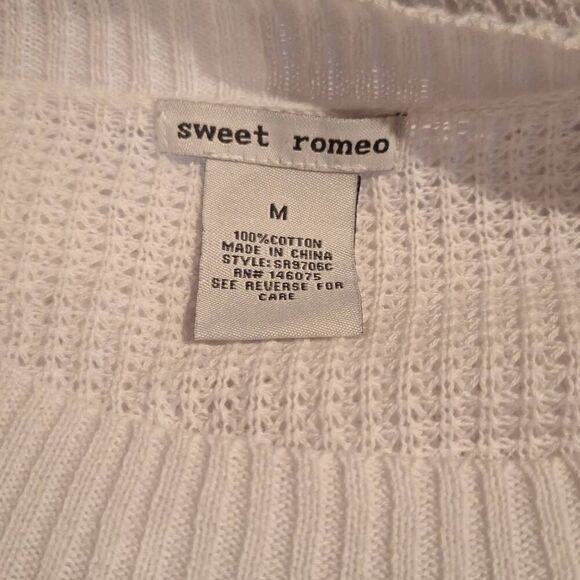 sweet romeo
M
100%COTTON
MADE IN CHINA
STYLE:SR9706C
RN# 146075
SEE REVERSE FOR
CARE